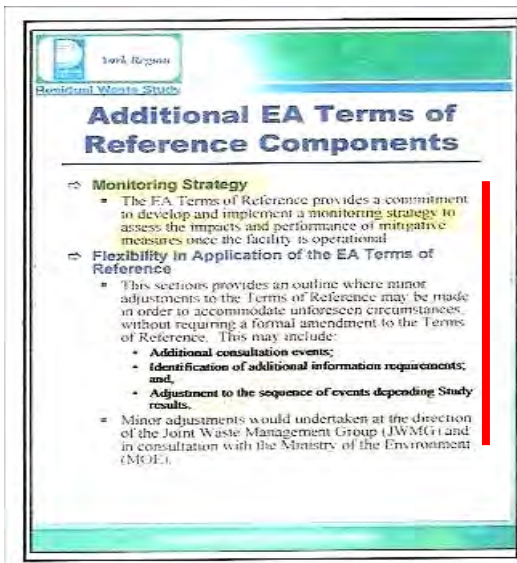 York Region
Residual Waste Study
Additional EA Terms of
Reference Components
⇨ Monitoring Strategy
▪ The EA Terms of Reference provides a commitment
to develop and implement a monitoring strategy to
assess the impacts and performance of mitigative
measures once the facility is operational
⇨ Flexibility in Application of the EA Terms of
Reference
▪ This sections provides an outline where minor
adjustments to the Terms of Reference may be made
in order to accommodate unforeseen circumstances,
without requiring a formal amendment to the Terms
of Reference. This may include:
• Additional consultation events;
• Identification of additional information requirements;
and,
• Adjustment to the sequence of events depending Study
results.
▪ Minor adjustments would undertaken at the direction
of the Joint Waste Management Group (JWMG) and
in consultation with the Ministry of the Environment
(MOE).